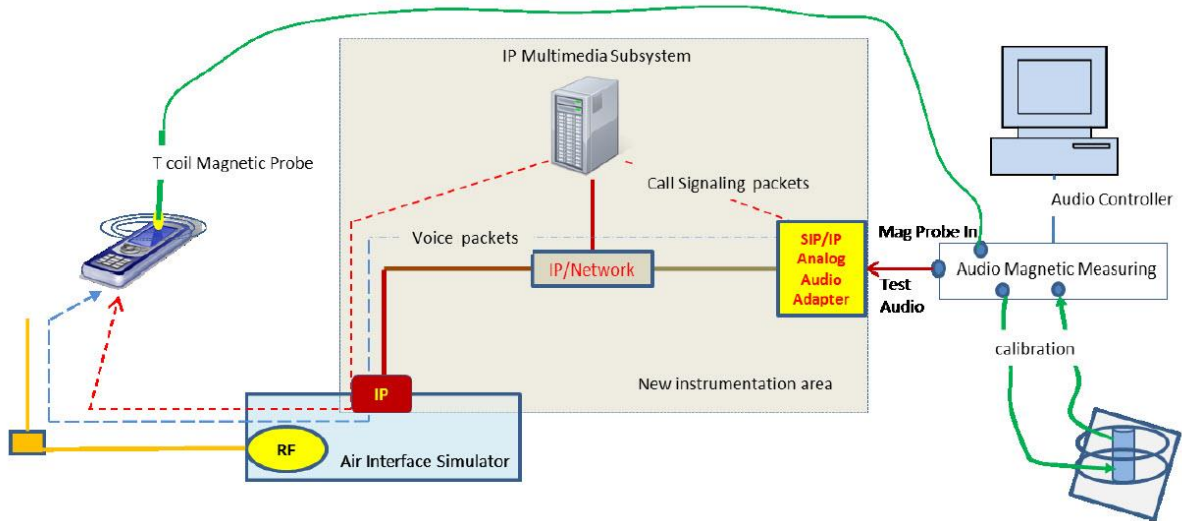 IP Multimedia Subsystem
T coil Magnetic Probe
Call Signaling packets
Audio Controller
Voice packets
Mag Probe In
SIP/IP
Analog
Audio
Adapter
IP/Network
Audio Magnetic Measuring
Test
Audio
calibration
IP
New instrumentation area
RF
Air Interface Simulator